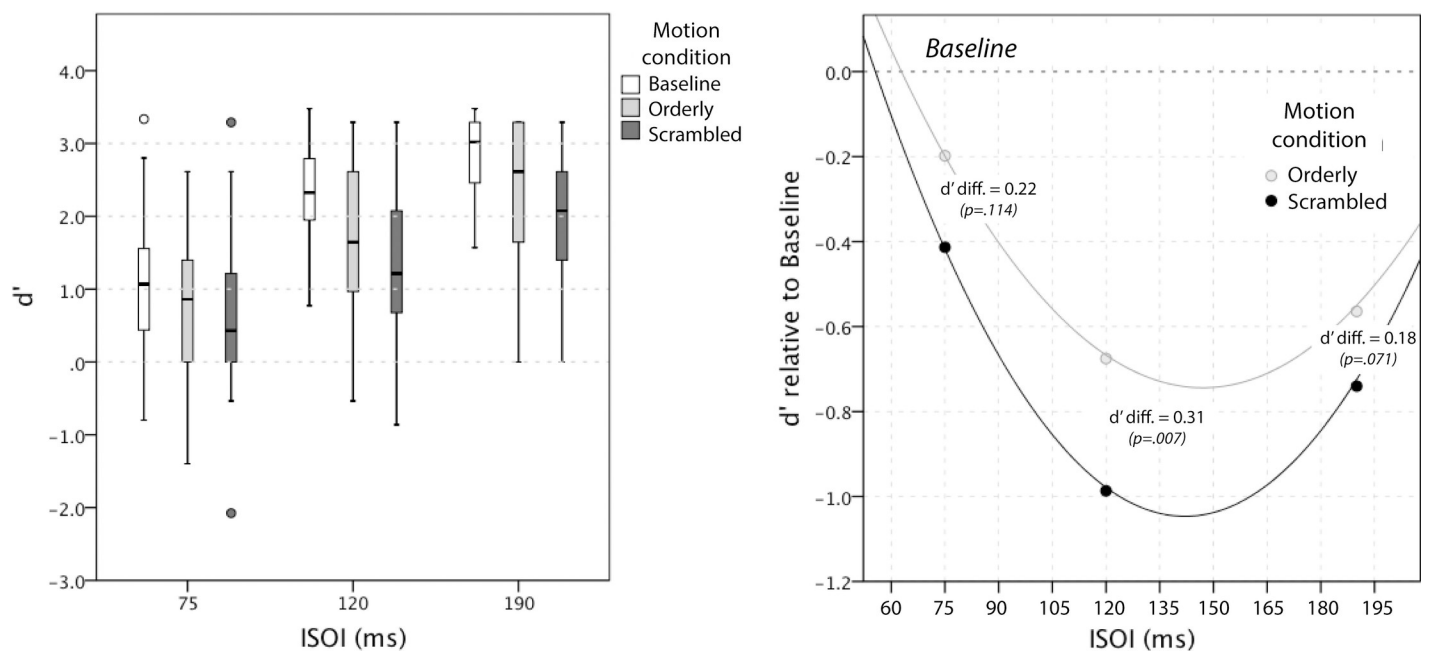 Motion
condition
Baseline
Orderly
Scrambled
4.0
3.0
2.0
1.0
.0
−1.0
−2.0
−3.0
d'
75 120 190
ISOI (ms)
Baseline
Motion
condition
Orderly
Scrambled
0.0
−0.2
−0.4
−0.6
−0.8
−1.0
−1.2
d' relative to Baseline
d' diff. = 0.22
(p=.114)
d' diff. = 0.18
(p=.071)
d' diff. = 0.31
(p=.007)
60 75 90 105 120 135 150 165 180 195
ISOI (ms)